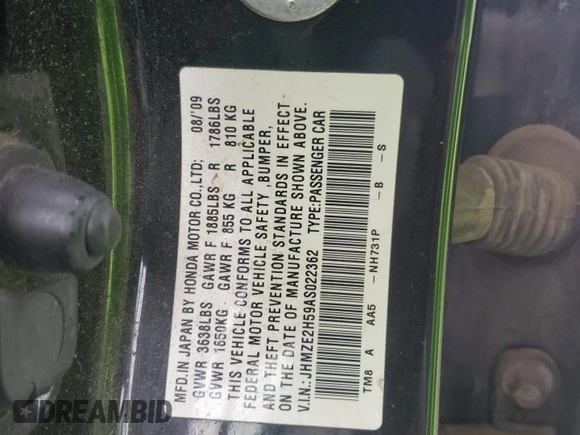 MFD.IN JAPAN BY HONDA MOTOR CO.,LTD; 08/'09
GVWR 3638LBS GAWR F 1885LBS R 1786LBS
GVWR 1650KG - GAWR F 855 KG R 810 KG
THIS VEHICLE CONFORMS TO ALL APPLICABLE
FEDERAL MOTOR VEHICLE SAFETY ,BUMPER,
AND THEFT PREVENTION STANDARDS IN EFFECT-
ON THE DATE OF MANUFACTURE SHOWN ABOVE.
V.I.N.:JHMZE2H59AS022362 TYPE:PASSENGER CAR
TM8 A AA5 -NH731P -B -S
DREAMBID